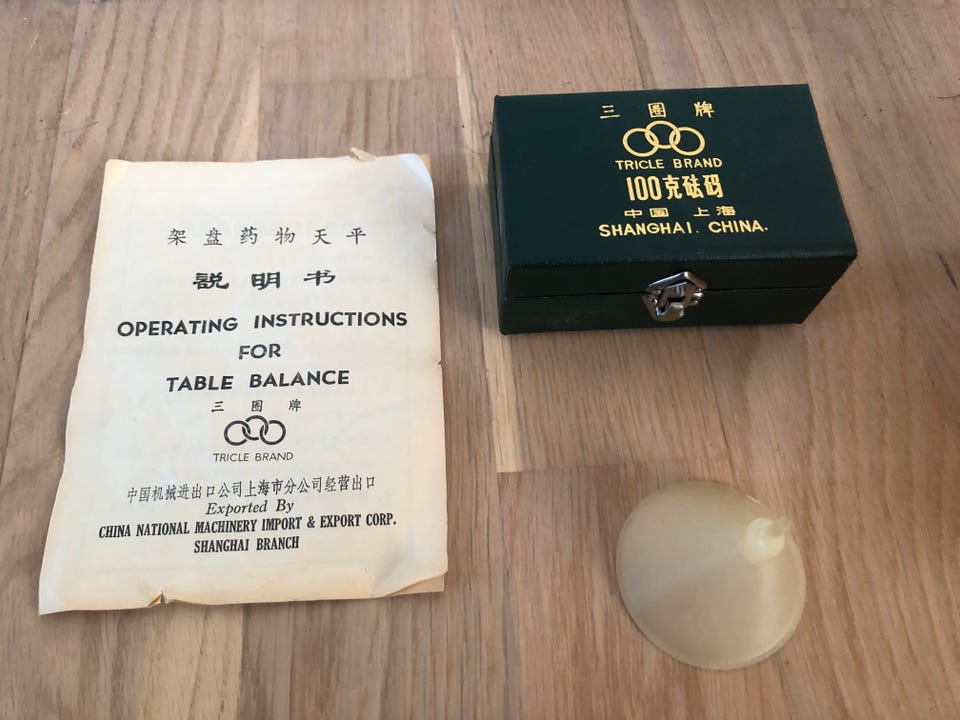 架盘药物天平
説明书
OPERATING INSTRUCTIONS
FOR
TABLE BALANCE
三圈牌
TRICLE BRAND
中国机械进出口公司上海市分公司经营出口
Exported By
CHINA NATIONAL MACHINERY IMPORT & EXPORT CORP.
SHANGHAI BRANCH
三圈牌
TRICLE BRAND
100克砝码
中国 上海
SHANGHAI. CHINA.